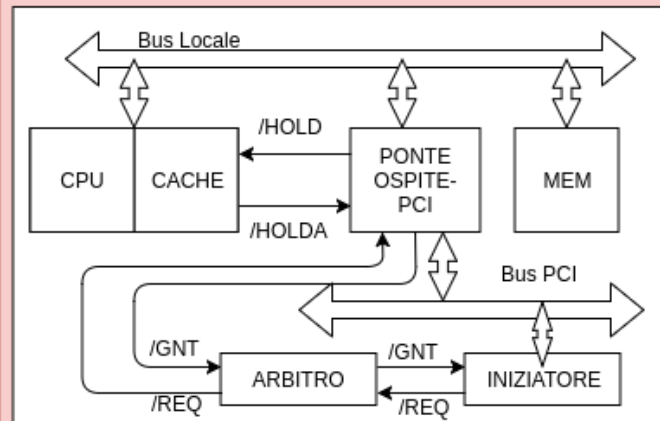 Bus Locale
/HOLD
CPU
CACHE
PONTE
OSPITE-
PCI
MEM
/HOLDA
Bus PCI
/GNT
/GNT
ARBITRO
INIZIATORE
/REQ
/REQ